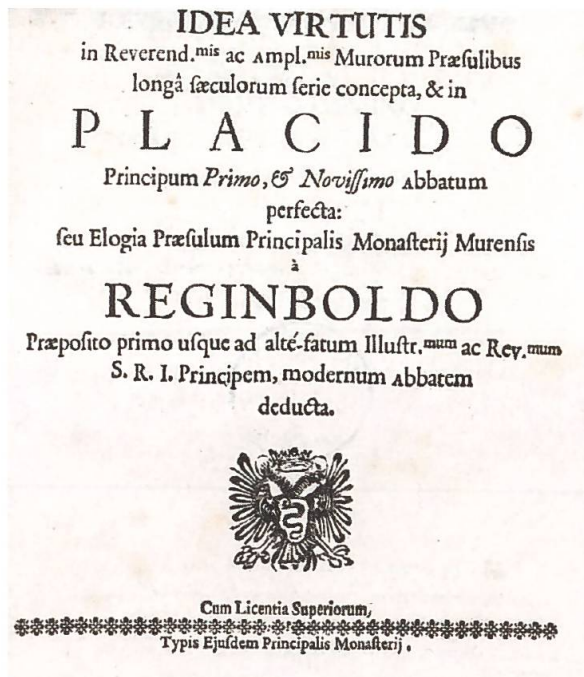 IDEA VIRTUTIS
in Reverend.mis ac Ampl.mis Murorum Præſulibus
longâ ſæculorum ſerie concepta, & in
PLACIDO
Principum Primo, & Noviſſimo Abbatum
perfecta:
ſeu Elogia Præſulum Principalis Monaſterij Murenſis
à
REGINBOLDO
Præpoſito primo uſque ad altè-fatum Illuſtr.mum ac Rev.mum
S. R. I. Principem, modernum Abbatem
deducta.
Cum Licentia Superiorum,
Typis Ejuſdem Principalis Monaſterij.